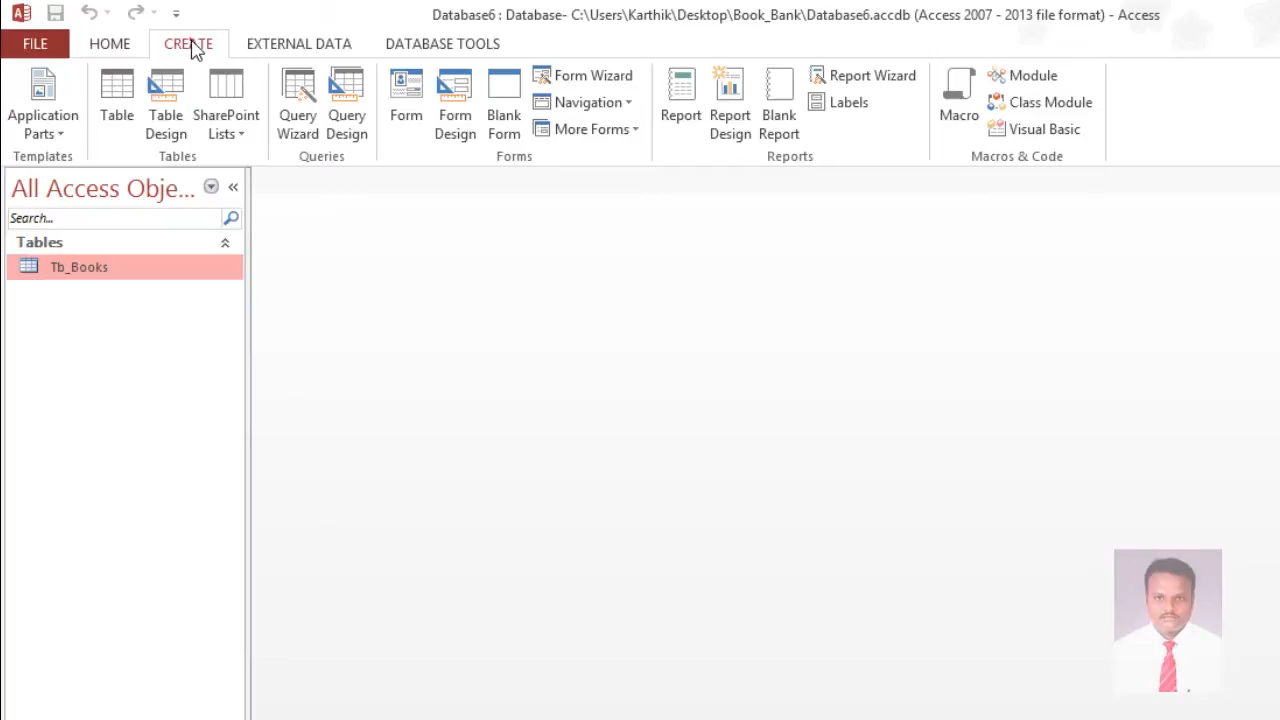 Database6 : Database- C:\Users\Karthik\Desktop\Book_Bank\Database6.accdb (Access 2007 - 2013 file format) - Access
FILE HOME CREATE EXTERNAL DATA DATABASE TOOLS
Application Parts
Table
Table Design
SharePoint Lists
Query Wizard
Query Design
Form
Form Design
Blank Form
Form Wizard
Navigation
More Forms
Report
Report Design
Blank Report
Report Wizard
Labels
Macro
Module
Class Module
Visual Basic
Templates Tables Queries Forms Reports Macros & Code
All Access Obje...
Search...
Tables
Tb_Books